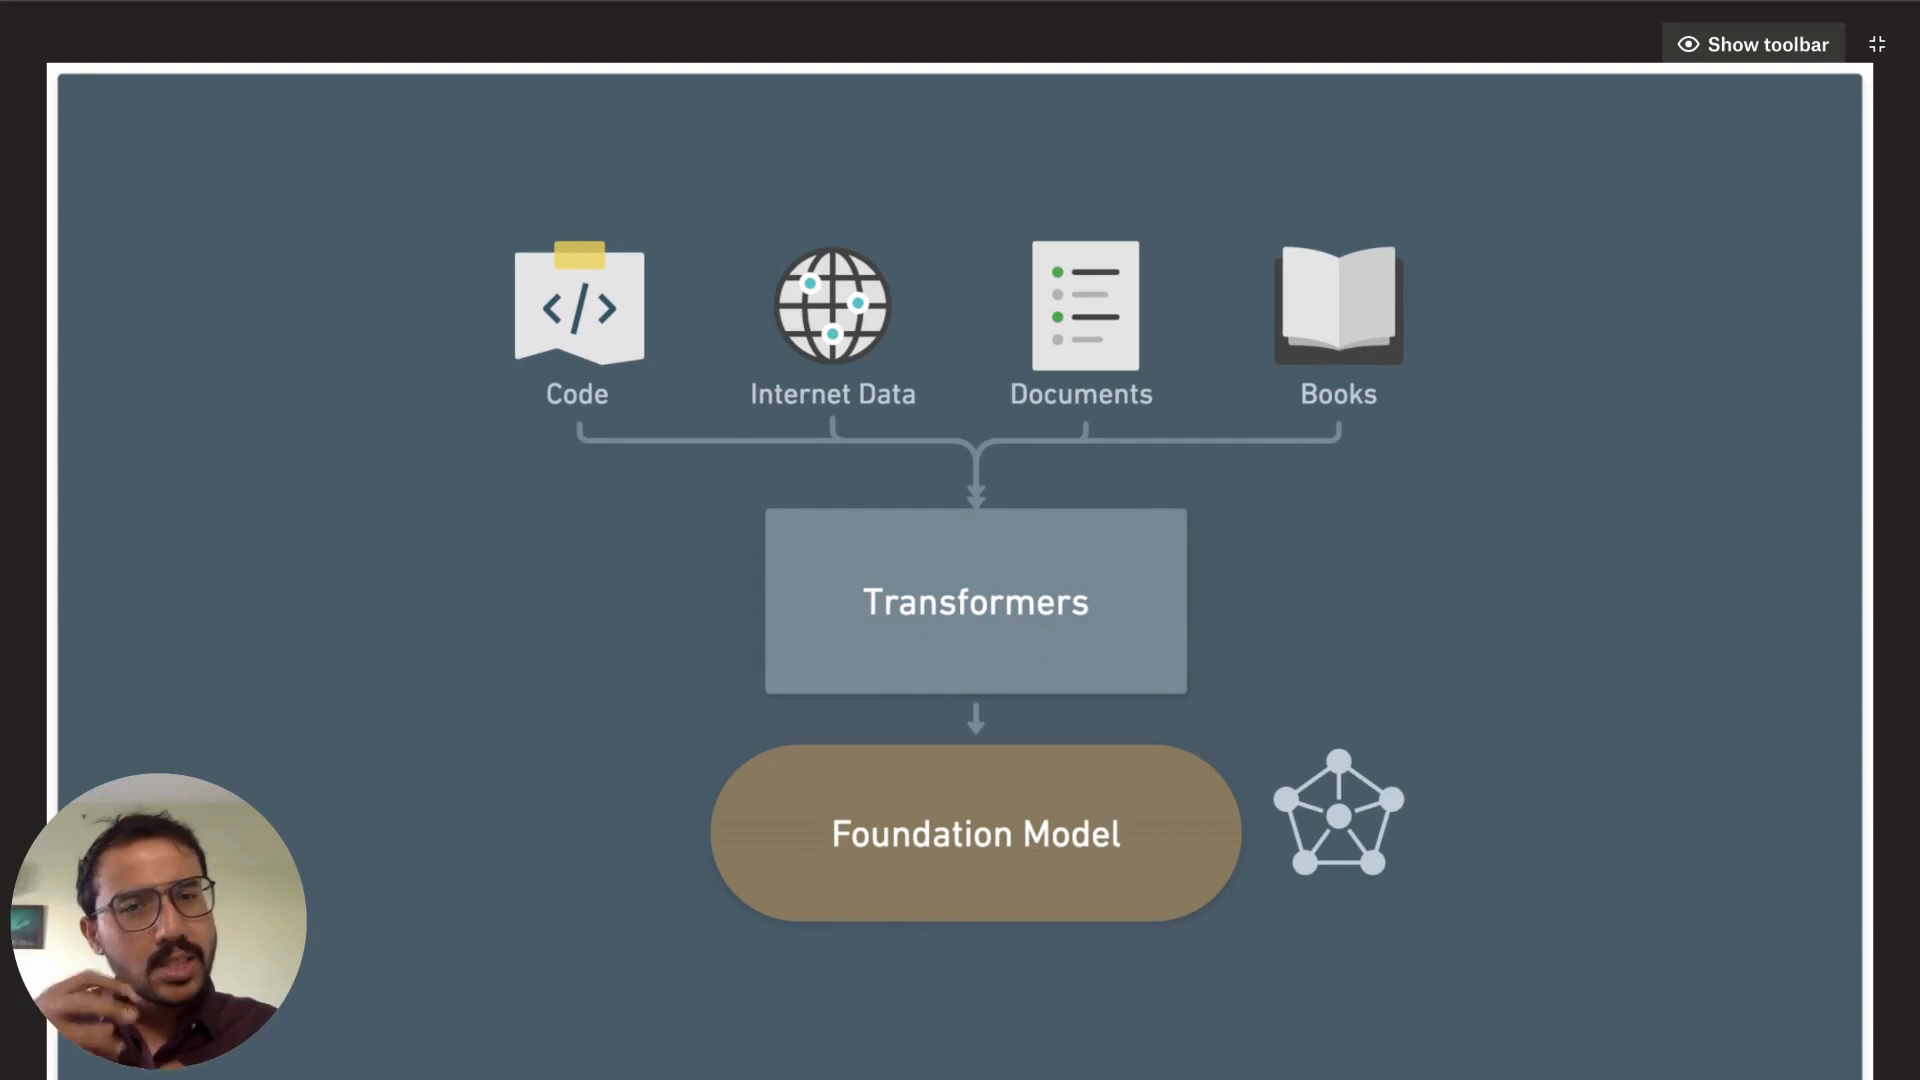 Show toolbar
</>
Code
Internet Data
Documents
Books
Transformers
Foundation Model